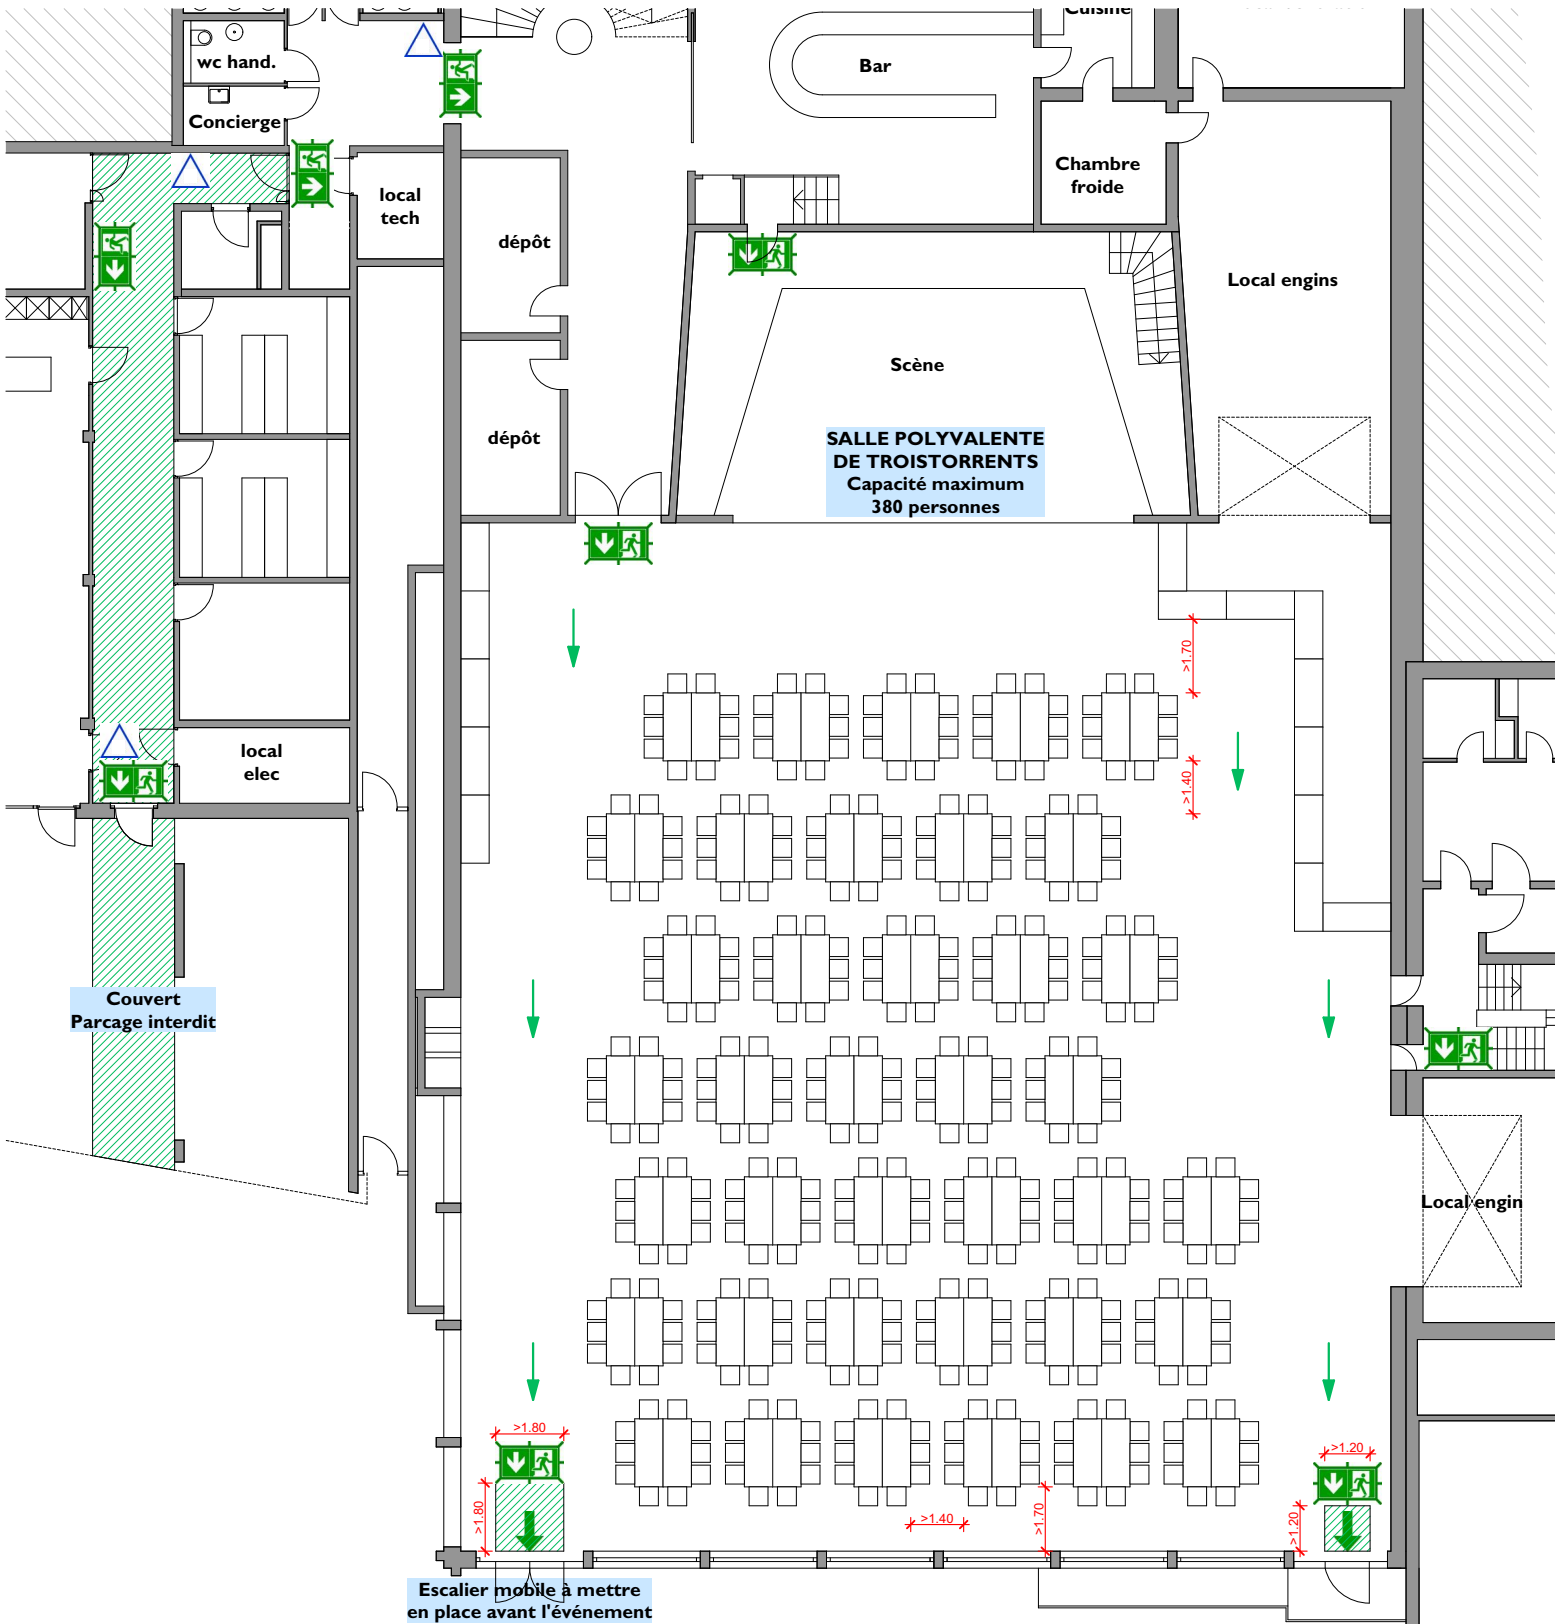 Cuisine
wc hand.
Bar
Concierge
Chambre
froide
local
tech
dépôt
Local engins
Scène
dépôt
SALLE POLYVALENTE
DE TROISTORRENTS
Capacité maximum
380 personnes
>1.70
local
elec
>1.40
Couvert
Parcage interdit
Local engin
>1.80
>1.20
>1.80
>1.40
>1.70
>1.20
Escalier mobile à mettre
en place avant l'événement